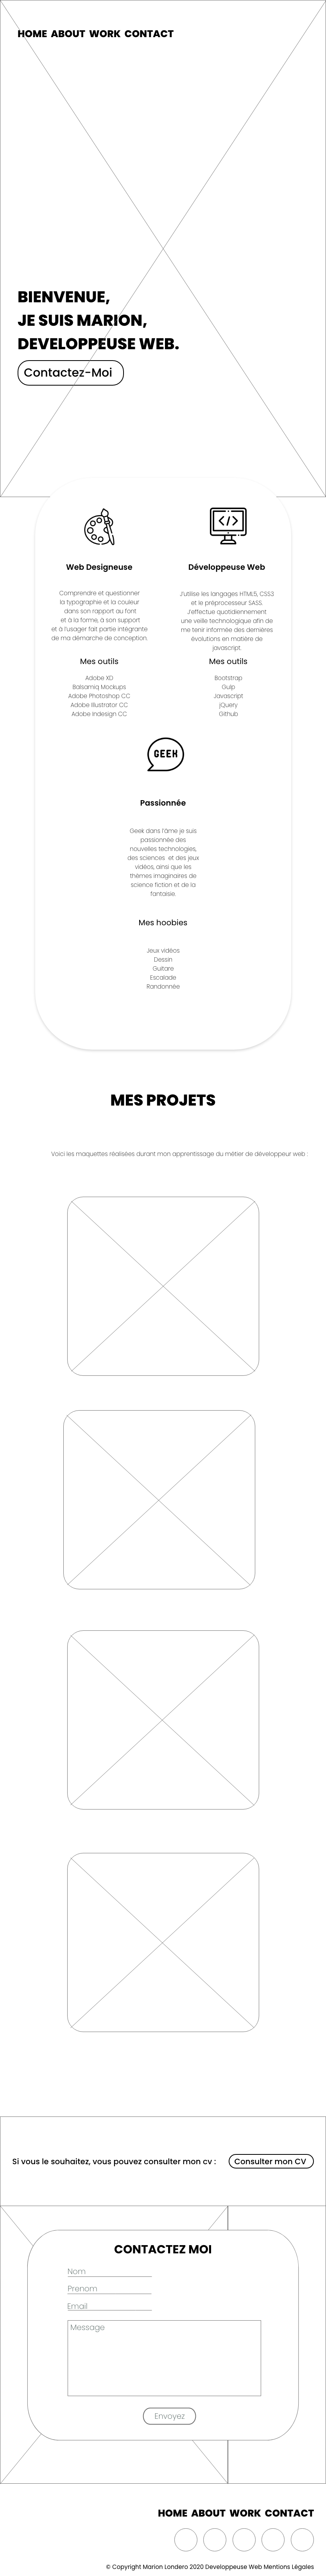 HOME ABOUT WORK CONTACT
BIENVENUE,
JE SUIS MARION,
DEVELOPPEUSE WEB.
Contactez-Moi
Web Designeuse
Comprendre et questionner
la typographie et la couleur
dans son rapport au font
et à la forme, a son support
et à l'usager fait partie intégrante
de ma démarche de conception.
Mes outils
Adobe XD
Balsamiq Mockups
Adobe Photoshop CC
Adobe Illustrator CC
Adobe Indesign CC
Développeuse Web
J'utilise les langages HTML5, CSS3
et le préprocesseur SASS.
J'effectue quotidiennement
une veille technologique afin de
me tenir informée des dernières
évolutions en matière de
javascript.
Mes outils
Bootstrap
Gulp
Javascript
jQuery
Github
GEEK
Passionnée
Geek dans l'âme je suis
passionnée des
nouvelles technologies,
des sciences et des jeux
vidéos, ainsi que les
thèmes imaginaires de
science fiction et de la
fantaisie.
Mes hoobies
Jeux vidéos
Dessin
Guitare
Escalade
Randonnée
MES PROJETS
Voici les maquettes réalisées durant mon apprentissage du métier de développeur web :
Si vous le souhaitez, vous pouvez consulter mon cv :
Consulter mon CV
CONTACTEZ MOI
Nom
Prenom
Email
Message
Envoyez
HOME ABOUT WORK CONTACT
© Copyright Marion Londero 2020 Developpeuse Web Mentions Légales